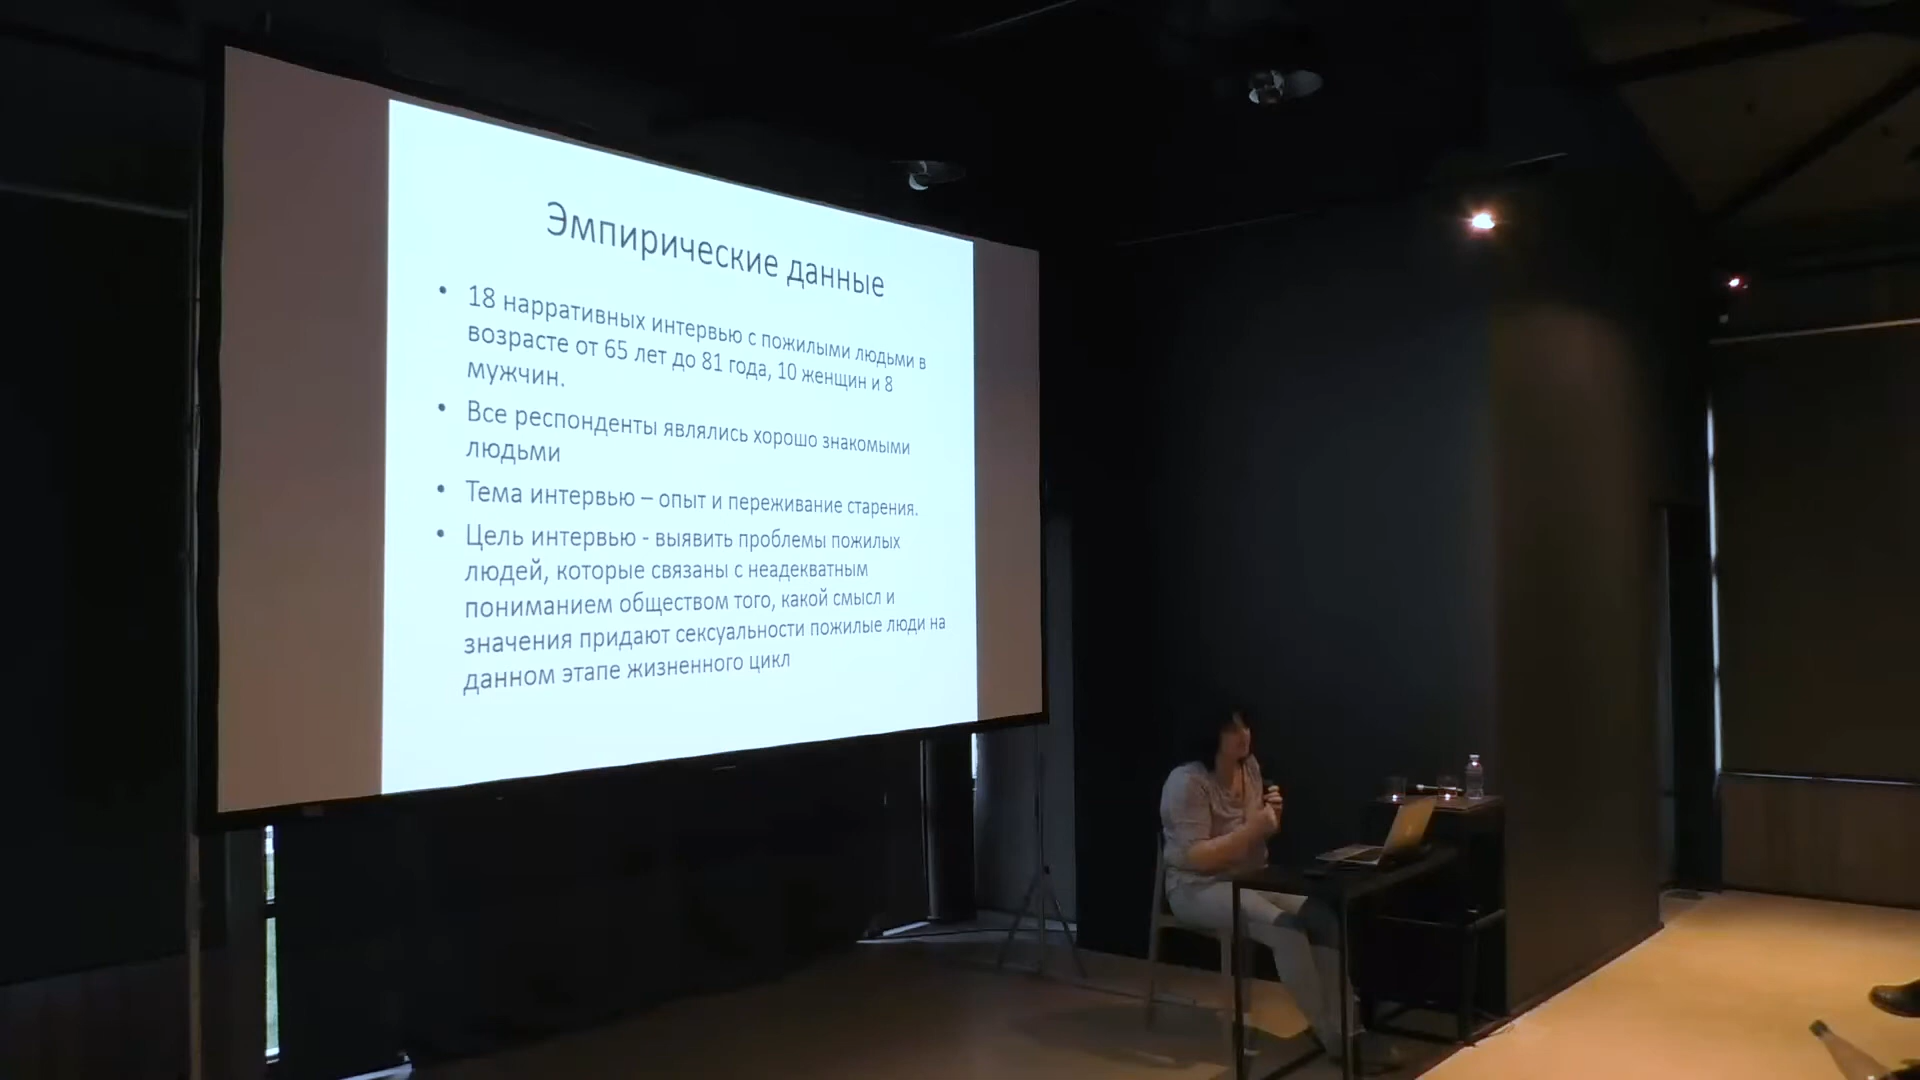 Эмпирические данные
• 18 нарративных интервью с пожилыми людьми в
возрасте от 65 лет до 81 года, 10 женщин и 8
мужчин.
• Все респонденты являлись хорошо знакомыми
людьми
• Тема интервью – опыт и переживание старения.
• Цель интервью - выявить проблемы пожилых
людей, которые связаны с неадекватным
пониманием обществом того, какой смысл и
значения придают сексуальности пожилые люди на
данном этапе жизненного цикл